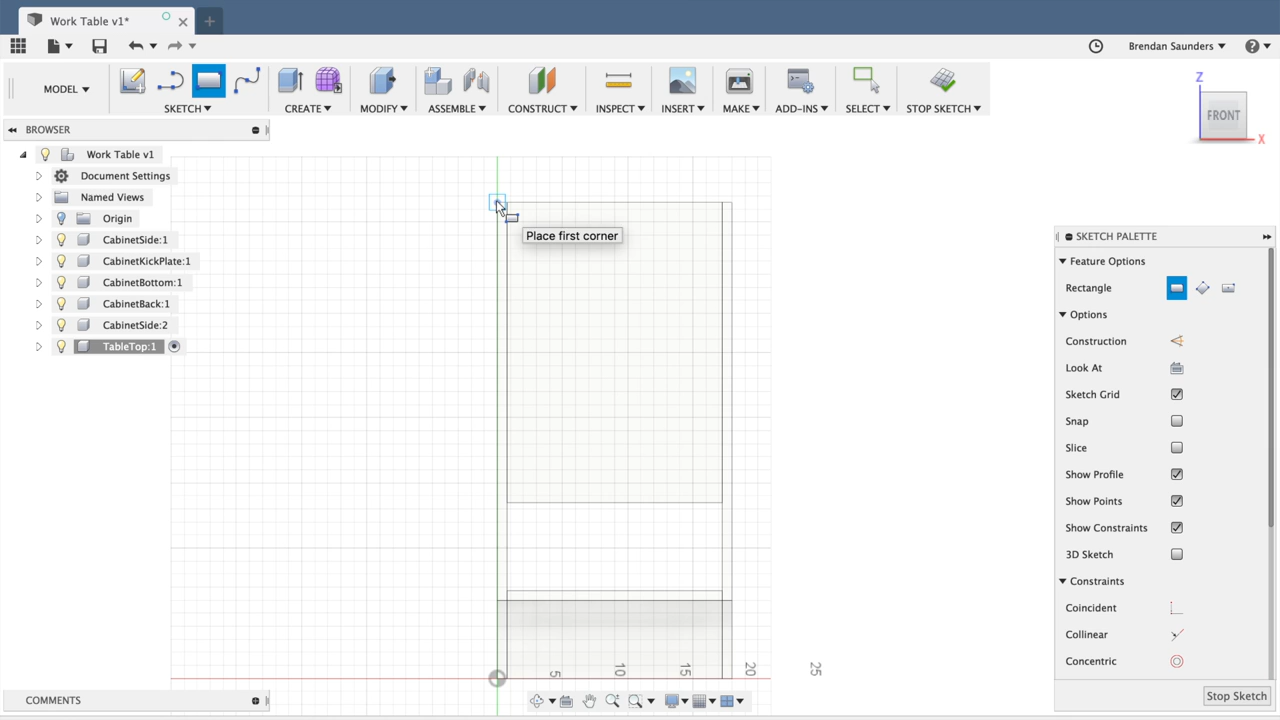 Work Table v1*
Brendan Saunders
MODEL
SKETCH
CREATE
MODIFY
ASSEMBLE
CONSTRUCT
INSPECT
INSERT
MAKE
ADD-INS
SELECT
STOP SKETCH
Z
FRONT
X
BROWSER
Work Table v1
Document Settings
Named Views
Origin
CabinetSide:1
CabinetKickPlate:1
CabinetBottom:1
CabinetBack:1
CabinetSide:2
TableTop:1
Place first corner
SKETCH PALETTE
Feature Options
Rectangle
Options
Construction
Look At
Sketch Grid
Snap
Slice
Show Profile
Show Points
Show Constraints
3D Sketch
Constraints
Coincident
Collinear
Concentric
Stop Sketch
5
10
15
20
25
COMMENTS